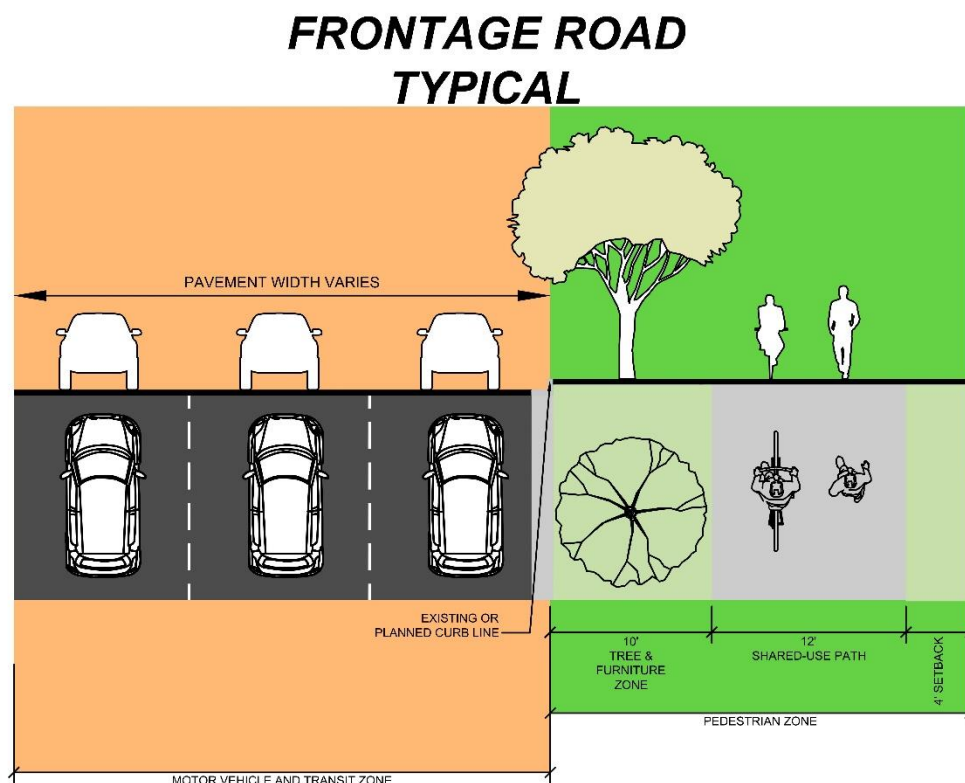 FRONTAGE ROAD
TYPICAL
PAVEMENT WIDTH VARIES
EXISTING OR
PLANNED CURB LINE
10'
TREE &
FURNITURE
ZONE
12'
SHARED-USE PATH
4' SETBACK
PEDESTRIAN ZONE
MOTOR VEHICLE AND TRANSIT ZONE